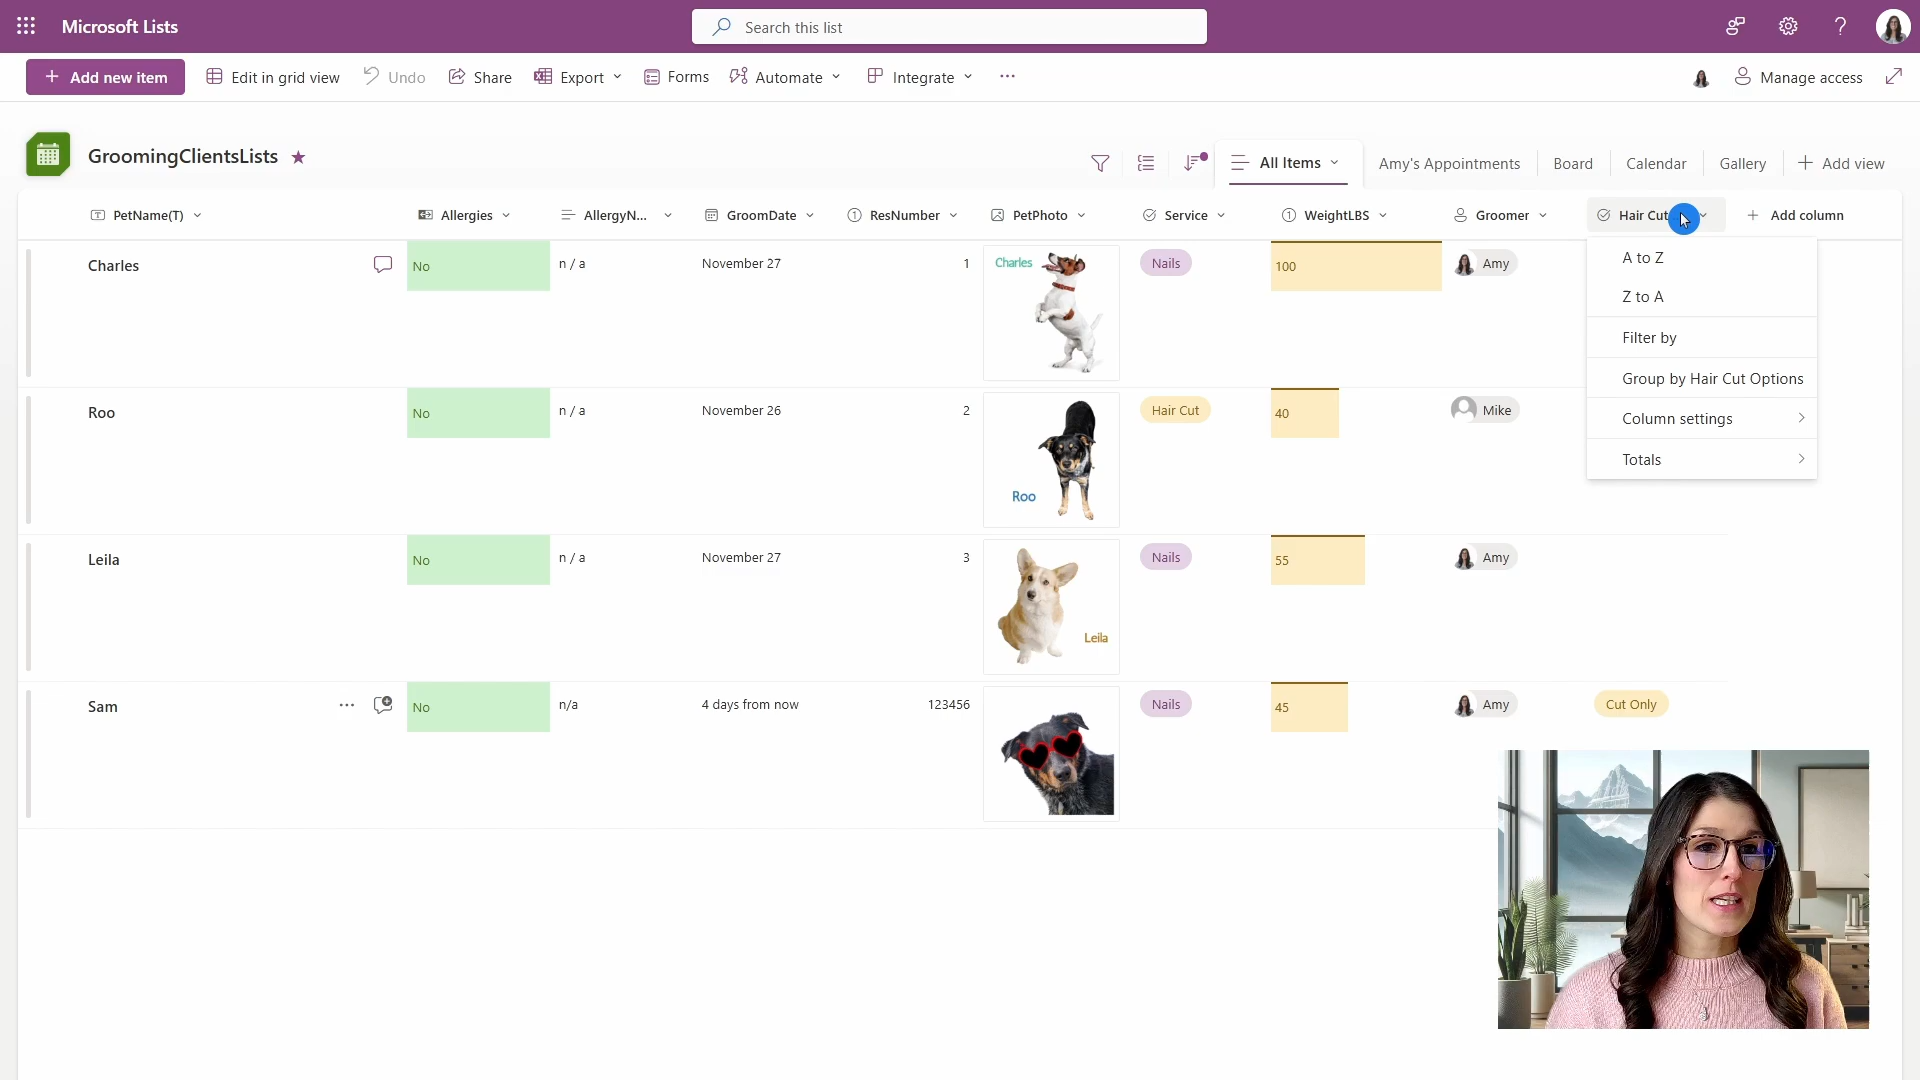 Microsoft Lists
Search this list
Add new item
Edit in grid view
Undo
Share
Export
Forms
Automate
Integrate
Manage access
GroomingClientsLists
All Items
Amy's Appointments
Board
Calendar
Gallery
Add view
PetName(T)
Allergies
AllergyN...
GroomDate
ResNumber
PetPhoto
Service
WeightLBS
Groomer
Hair Cut
Add column
Charles
No
n / a
November 27
1
Charles
Nails
100
Amy
A to Z
Z to A
Filter by
Group by Hair Cut Options
Column settings
Totals
Roo
No
n / a
November 26
2
Roo
Hair Cut
40
Mike
Leila
No
n / a
November 27
3
Leila
Nails
55
Amy
Sam
No
n/a
4 days from now
123456
Nails
45
Amy
Cut Only